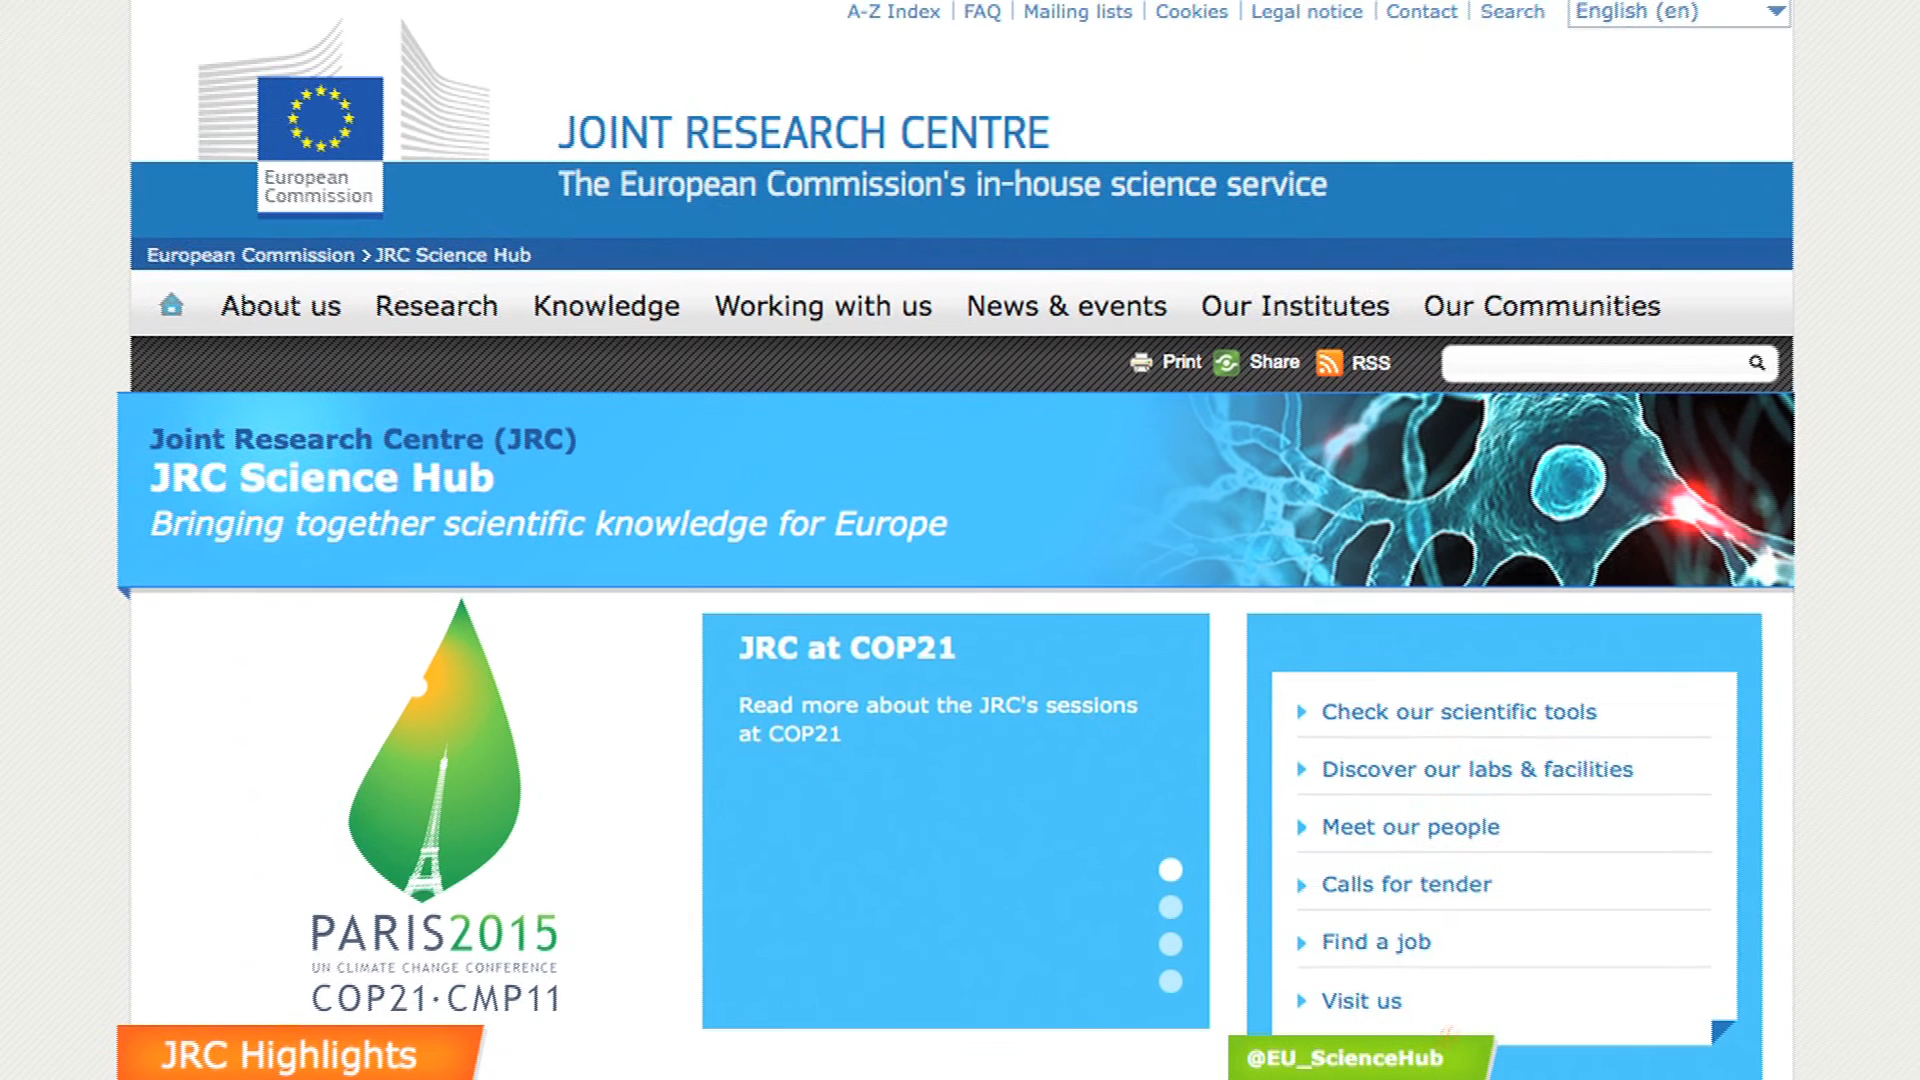 A-Z Index | FAQ | Mailing lists | Cookies | Legal notice | Contact | Search English (en)
European
Commission
JOINT RESEARCH CENTRE
The European Commission's in-house science service
European Commission > JRC Science Hub
About us Research Knowledge Working with us News & events Our Institutes Our Communities
Print Share RSS
Joint Research Centre (JRC)
JRC Science Hub
Bringing together scientific knowledge for Europe
PARIS2015
UN CLIMATE CHANGE CONFERENCE
COP21·CMP11
JRC at COP21
Read more about the JRC's sessions
at COP21
Check our scientific tools
Discover our labs & facilities
Meet our people
Calls for tender
Find a job
Visit us
JRC Highlights
@EU_ScienceHub